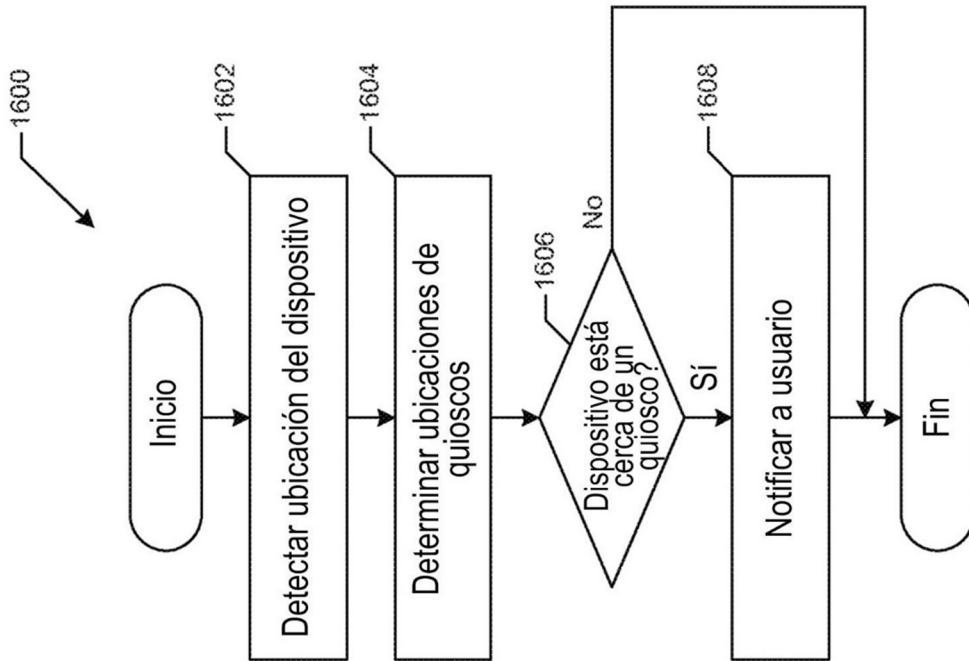 1600
Inicio
1602
Detectar ubicación del dispositivo
1604
Determinar ubicaciones de
quioscos
1606
Dispositivo está
cerca de un
quiosco?
No
Sí
1608
Notificar a usuario
Fin